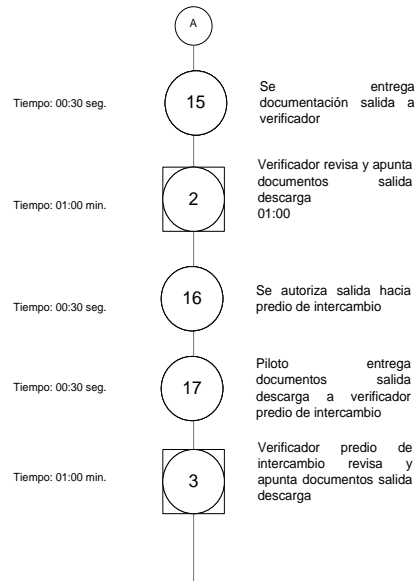 A
Tiempo: 00:30 seg.
15
Se entrega
documentación salida a
verificador
Tiempo: 01:00 min.
2
Verificador revisa y apunta
documentos salida
descarga
01:00
Tiempo: 00:30 seg.
16
Se autoriza salida hacia
predio de intercambio
Tiempo: 00:30 seg.
17
Piloto entrega
documentos salida
descarga a verificador
predio de intercambio
Tiempo: 01:00 min.
3
Verificador predio de
intercambio revisa y
apunta documentos salida
descarga